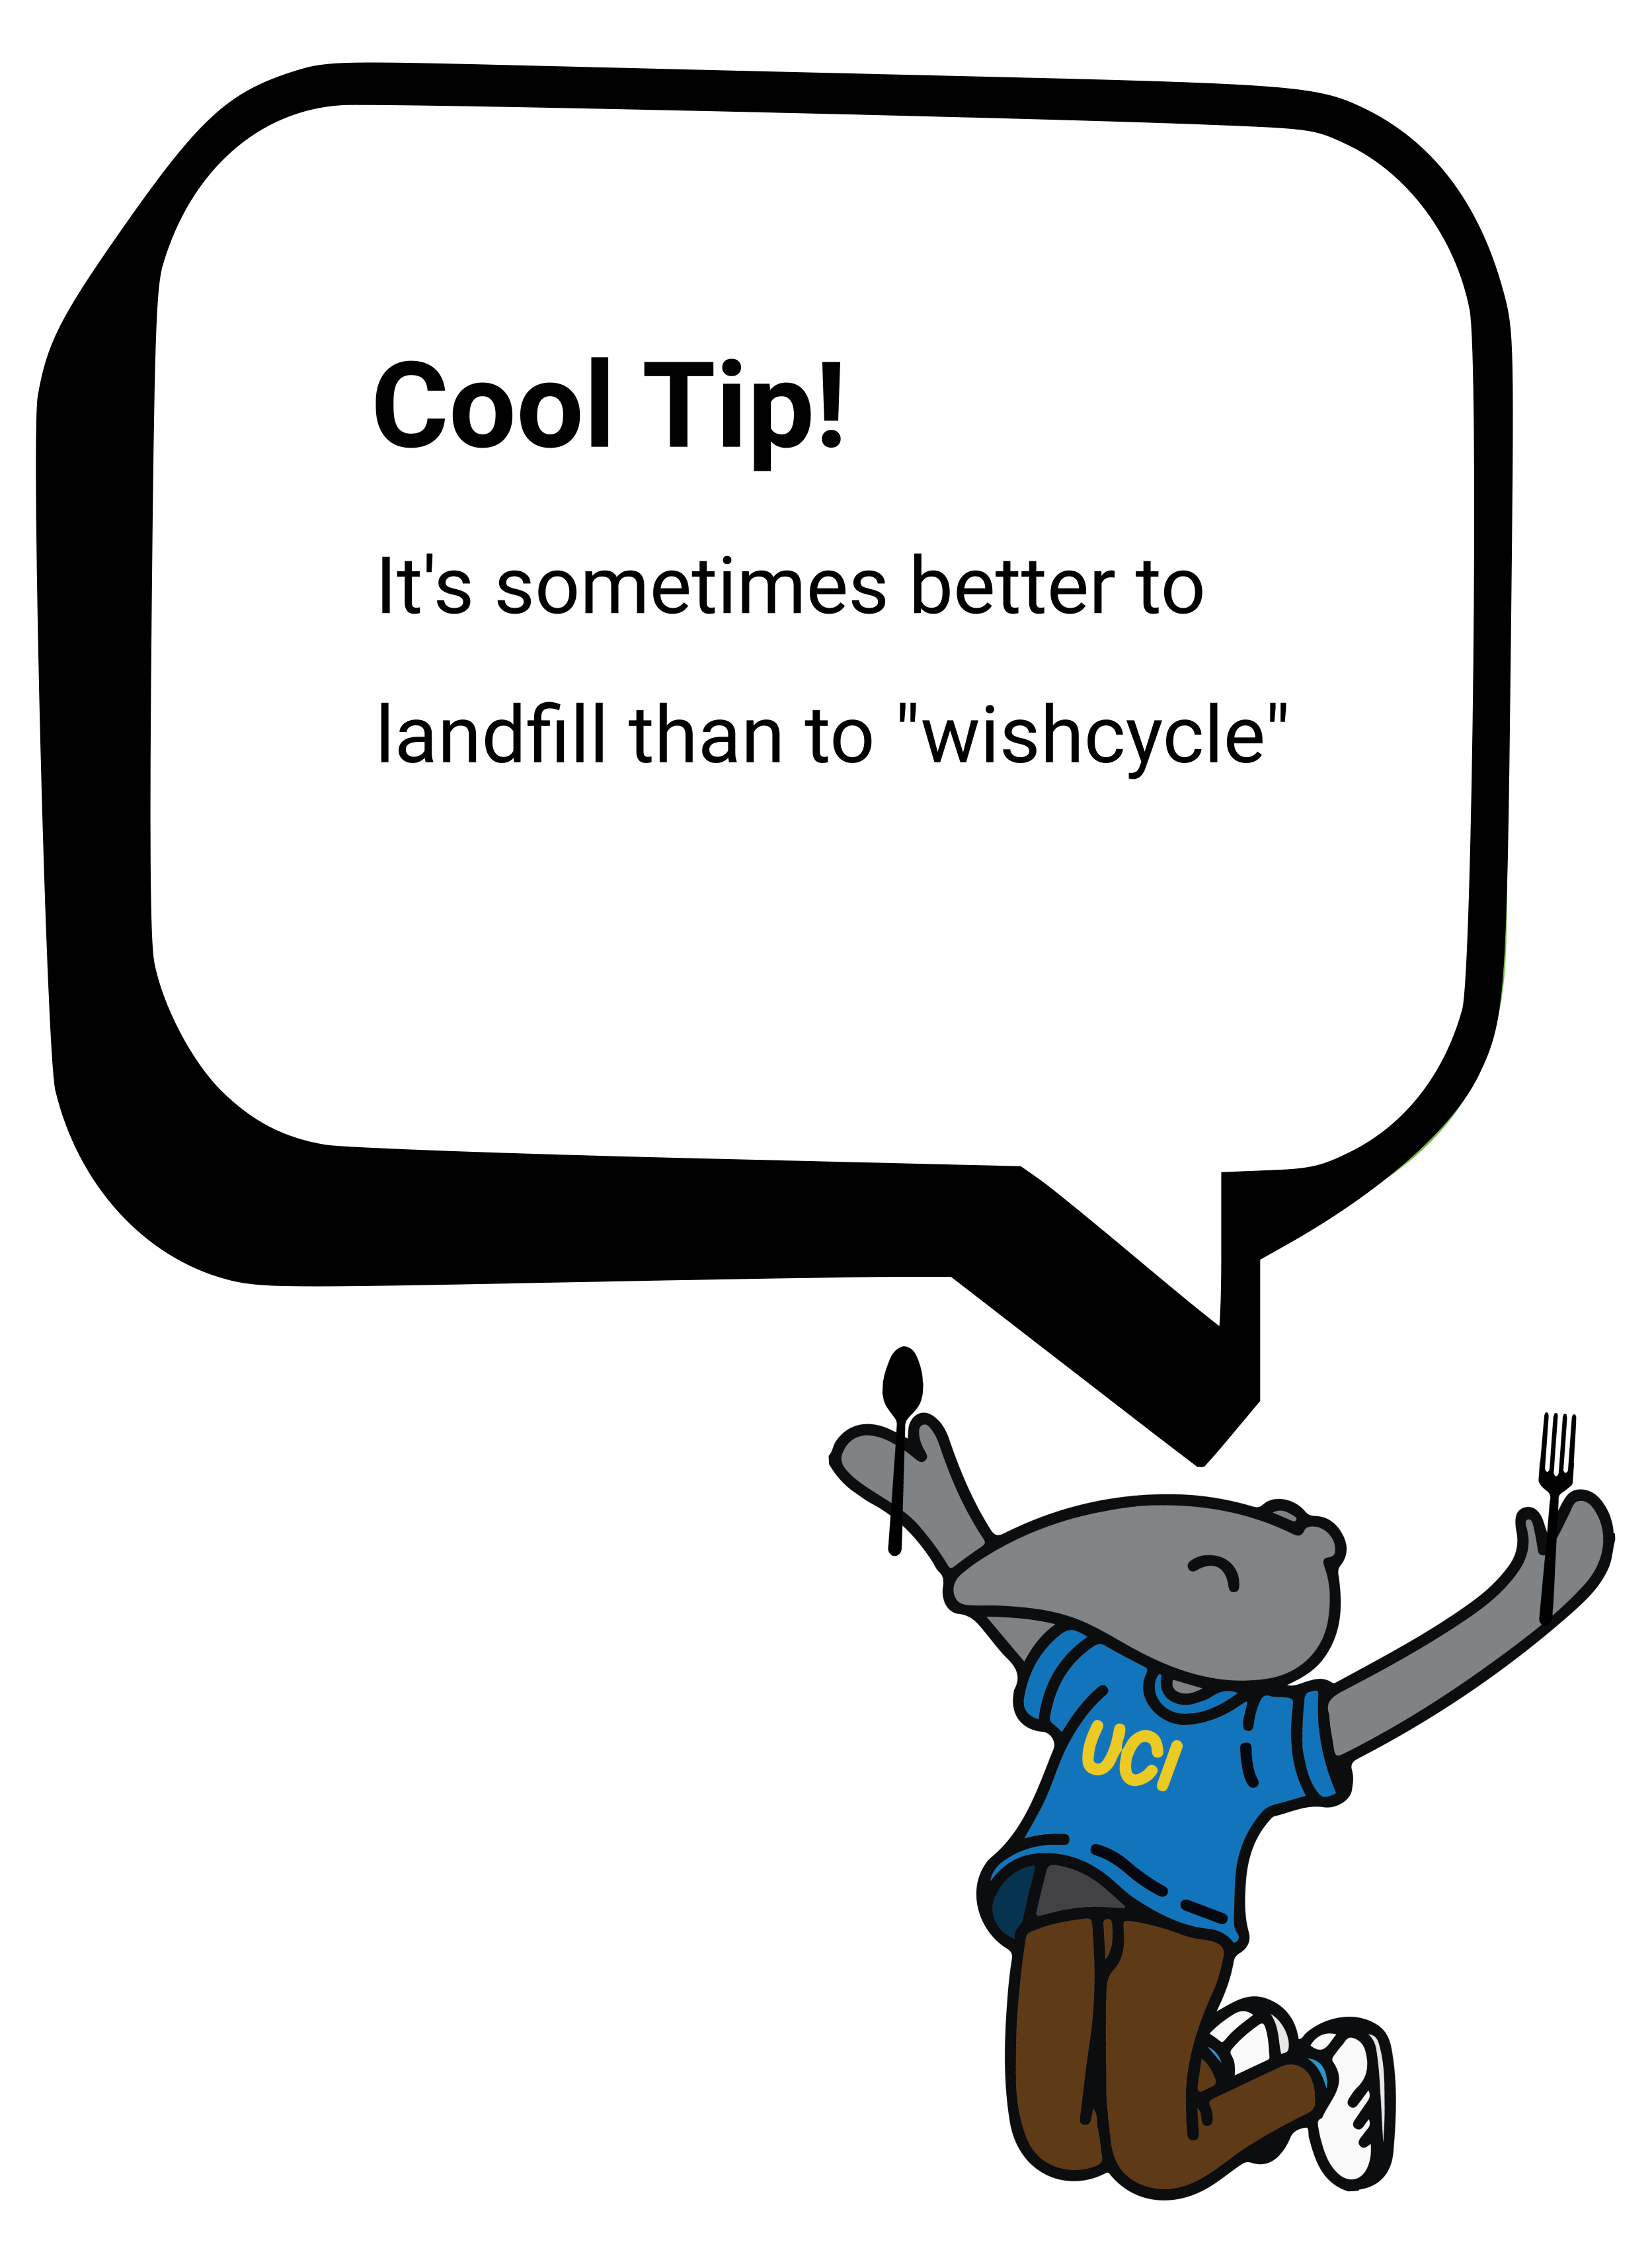 Cool Tip!
It's sometimes better to
landfill than to "wishcycle"
UCI